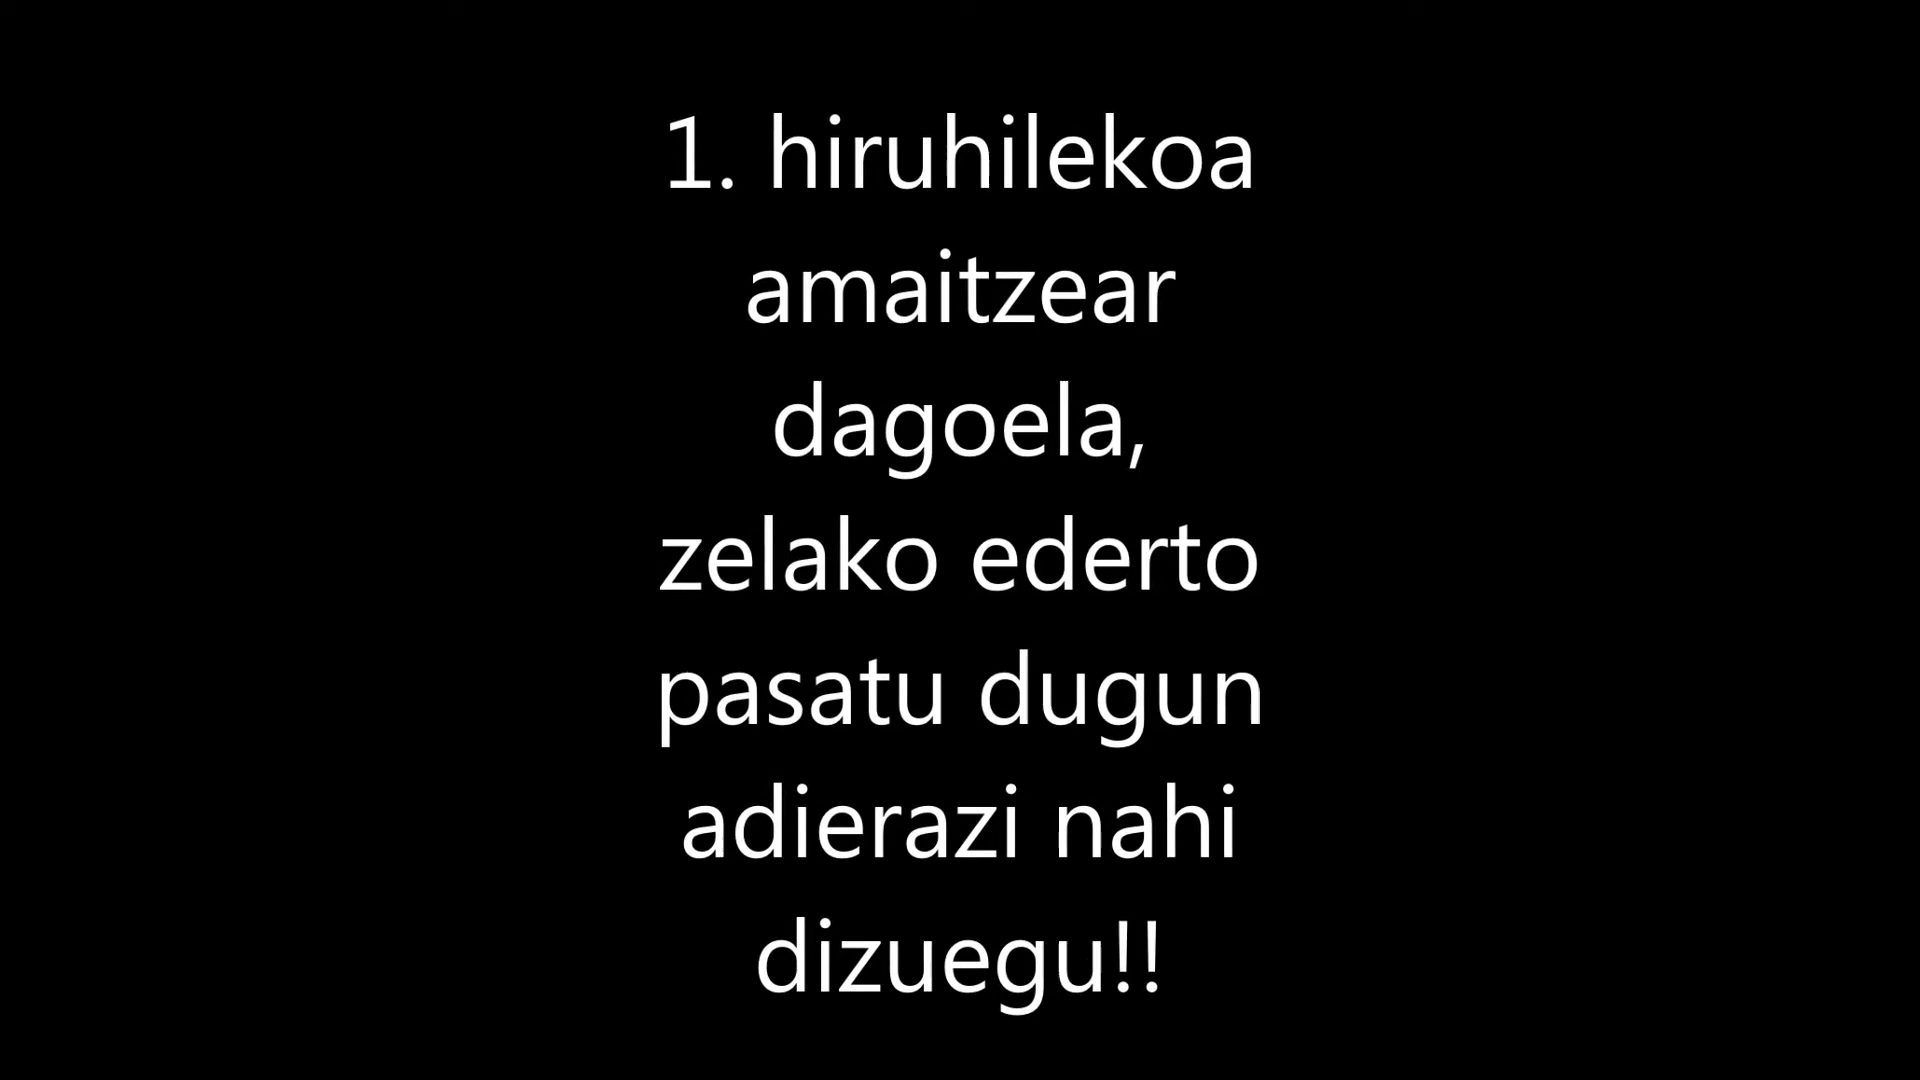 1. hiruhilekoa
amaitzear
dagoela,
zelako ederto
pasatu dugun
adierazi nahi
dizuegu!!